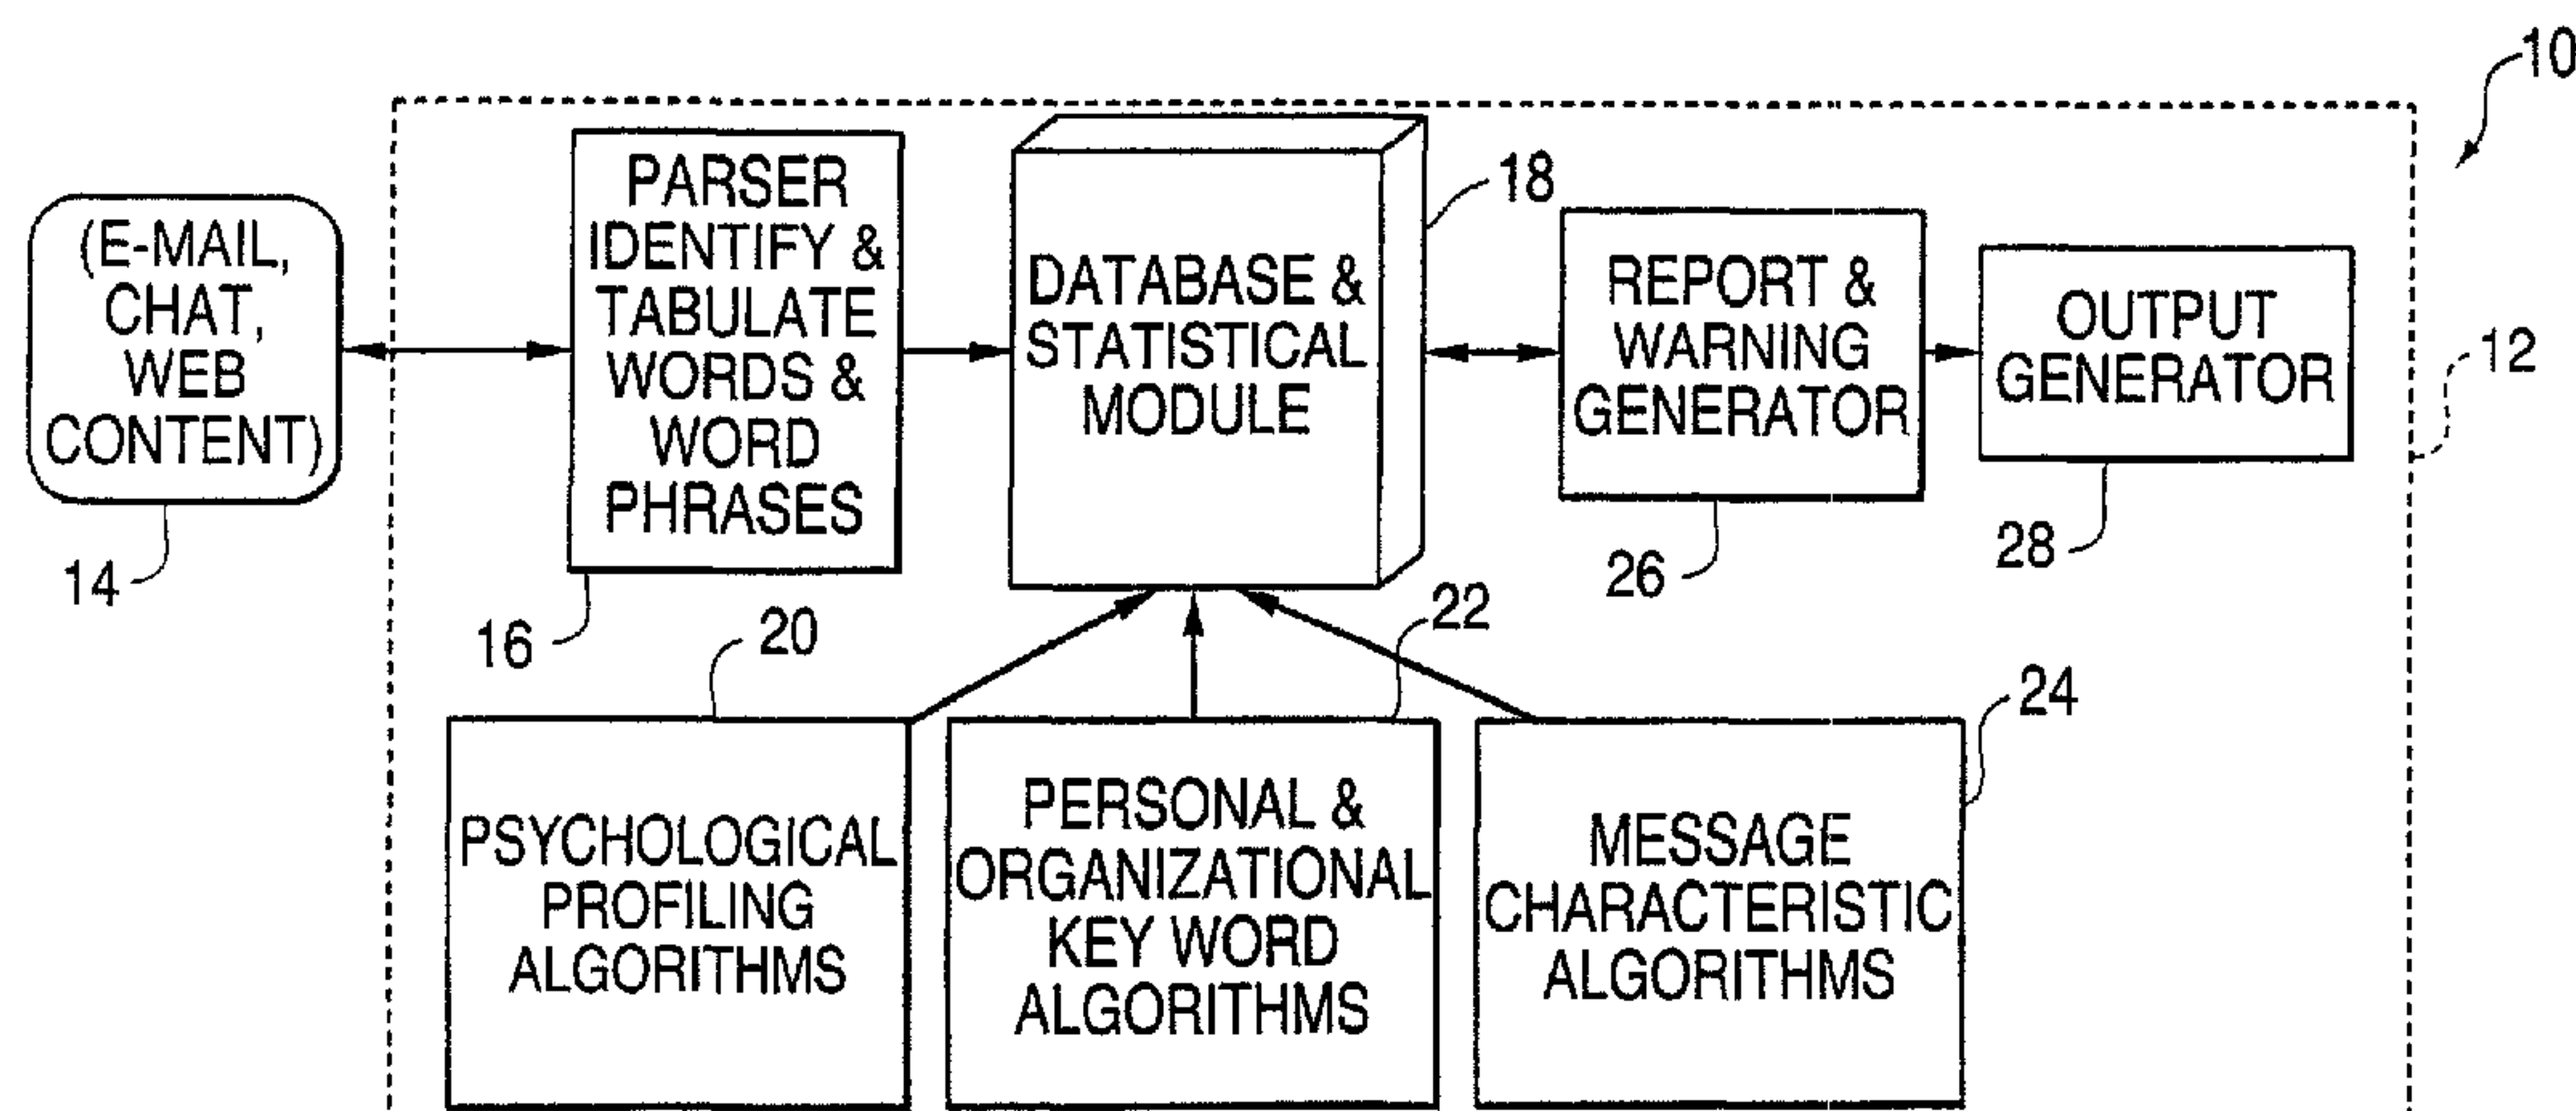 10
(E-MAIL,
CHAT,
WEB
CONTENT)
14
PARSER
IDENTIFY &
TABULATE
WORDS &
WORD
PHRASES
16
DATABASE &
STATISTICAL
MODULE
18
REPORT &
WARNING
GENERATOR
26
OUTPUT
GENERATOR
28
12
20
PSYCHOLOGICAL
PROFILING
ALGORITHMS
22
PERSONAL &
ORGANIZATIONAL
KEY WORD
ALGORITHMS
24
MESSAGE
CHARACTERISTIC
ALGORITHMS